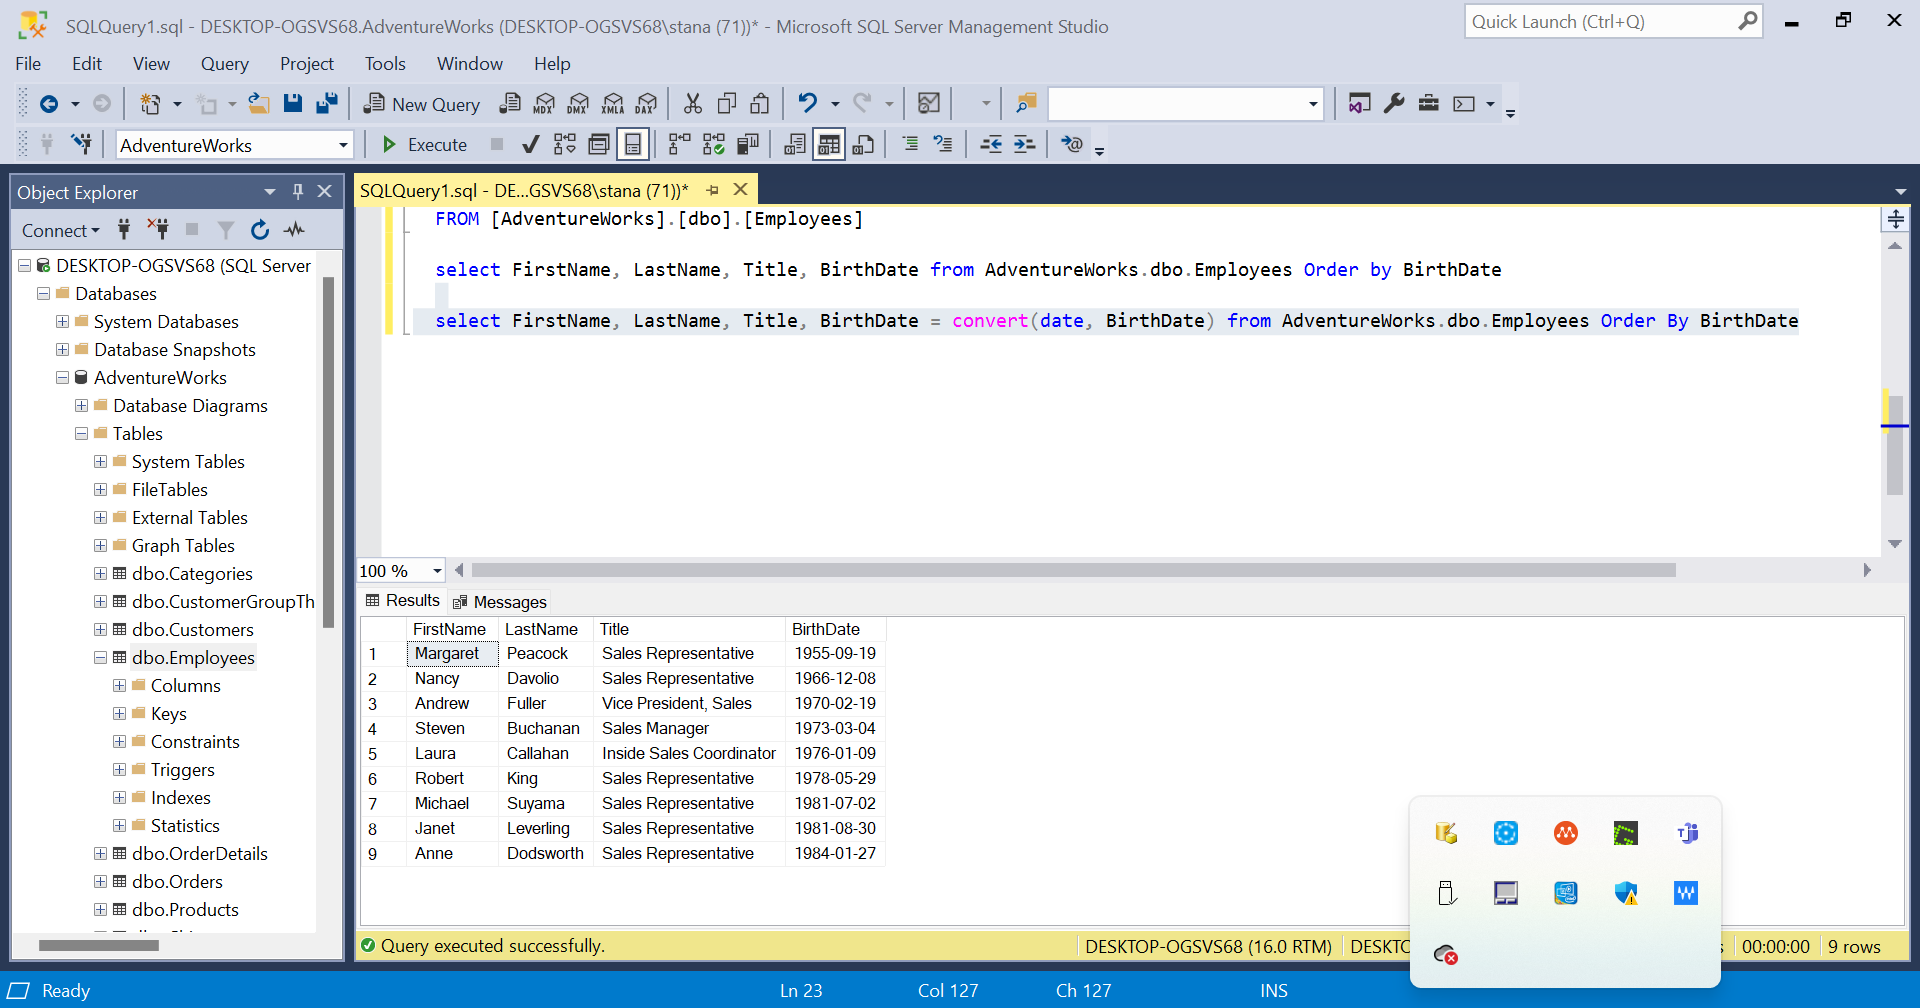 SQLQuery1.sql - DESKTOP-OGSVS68.AdventureWorks (DESKTOP-OGSVS68\stana (71))* - Microsoft SQL Server Management Studio
Quick Launch (Ctrl+Q)
File Edit View Query Project Tools Window Help
New Query MDX DMX XMLA DAX
AdventureWorks Execute
Object Explorer
Connect
DESKTOP-OGSVS68 (SQL Server
Databases
System Databases
Database Snapshots
AdventureWorks
Database Diagrams
Tables
System Tables
FileTables
External Tables
Graph Tables
dbo.Categories
dbo.CustomerGroupTh
dbo.Customers
dbo.Employees
Columns
Keys
Constraints
Triggers
Indexes
Statistics
dbo.OrderDetails
dbo.Orders
dbo.Products
SQLQuery1.sql - DE...GSVS68\stana (71))*
FROM [AdventureWorks].[dbo].[Employees]
select FirstName, LastName, Title, BirthDate from AdventureWorks.dbo.Employees Order by BirthDate
select FirstName, LastName, Title, BirthDate = convert(date, BirthDate) from AdventureWorks.dbo.Employees Order By BirthDate
100 %
Results Messages
FirstName LastName Title BirthDate
1 Margaret Peacock Sales Representative 1955-09-19
2 Nancy Davolio Sales Representative 1966-12-08
3 Andrew Fuller Vice President, Sales 1970-02-19
4 Steven Buchanan Sales Manager 1973-03-04
5 Laura Callahan Inside Sales Coordinator 1976-01-09
6 Robert King Sales Representative 1978-05-29
7 Michael Suyama Sales Representative 1981-07-02
8 Janet Leverling Sales Representative 1981-08-30
9 Anne Dodsworth Sales Representative 1984-01-27
Query executed successfully. DESKTOP-OGSVS68 (16.0 RTM) DESKTO 00:00:00 9 rows
Ready Ln 23 Col 127 Ch 127 INS